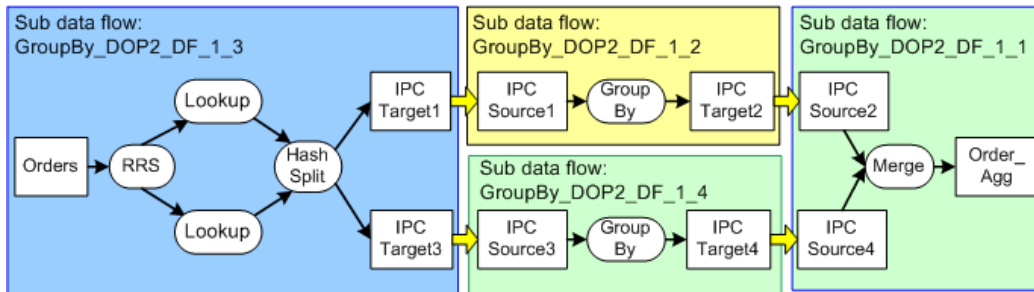 Sub data flow:
GroupBy_DOP2_DF_1_3
Orders
RRS
Lookup
Lookup
Hash
Split
IPC
Target1
IPC
Target3
Sub data flow:
GroupBy_DOP2_DF_1_2
IPC
Source1
Group
By
IPC
Target2
Sub data flow:
GroupBy_DOP2_DF_1_4
IPC
Source3
Group
By
IPC
Target4
Sub data flow:
GroupBy_DOP2_DF_1_1
IPC
Source2
IPC
Source4
Merge
Order_
Agg